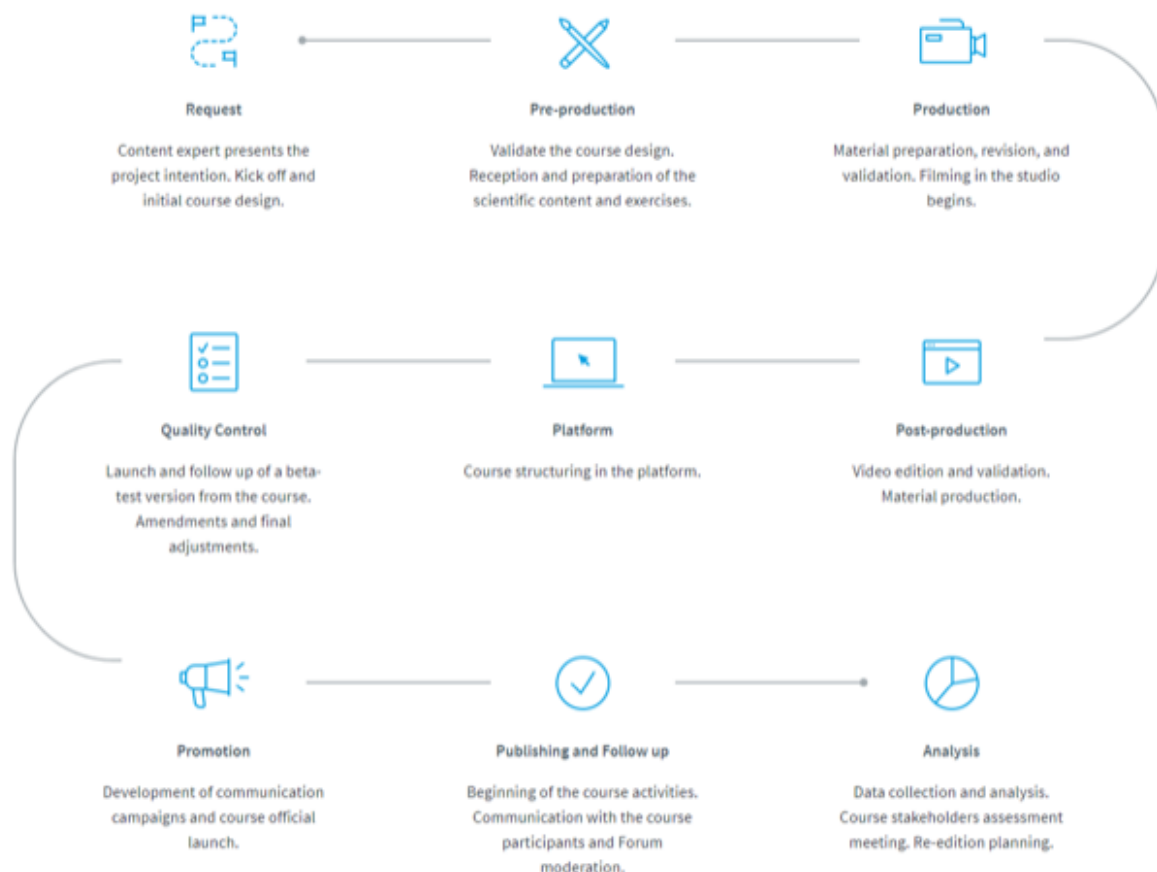 Request
Content expert presents the
project intention. Kick off and
initial course design.
Pre-production
Validate the course design.
Reception and preparation of the
scientific content and exercises.
Production
Material preparation, revision, and
validation. Filming in the studio
begins.
Post-production
Video edition and validation.
Material production.
Platform
Course structuring in the platform.
Quality Control
Launch and follow up of a beta-
test version from the course.
Amendments and final
adjustments.
Promotion
Development of communication
campaigns and course official
launch.
Publishing and Follow up
Beginning of the course activities.
Communication with the course
participants and Forum
moderation.
Analysis
Data collection and analysis.
Course stakeholders assessment
meeting. Re-edition planning.